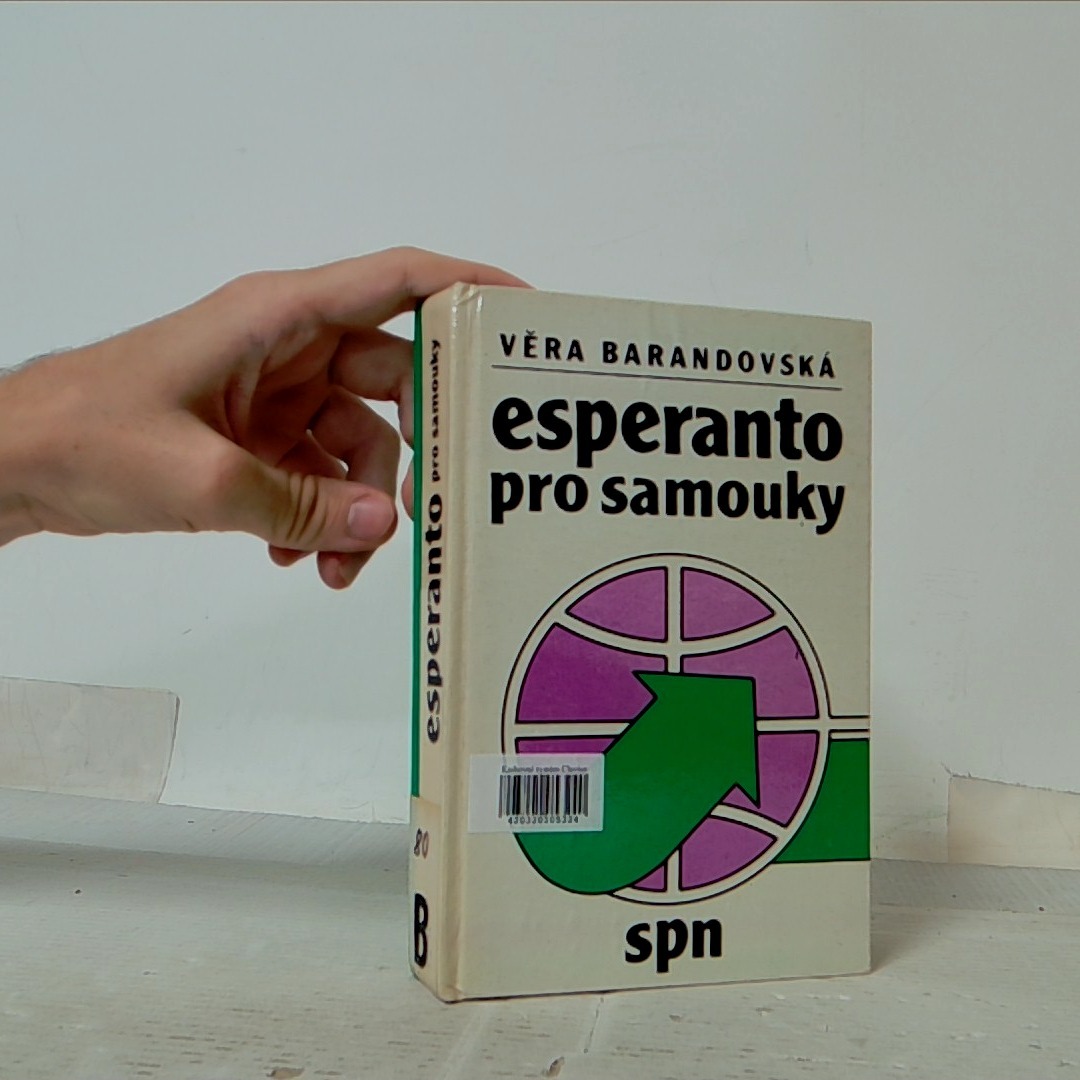 VĚRA BARANDOVSKÁ
esperanto
pro samouky
spn
esperanto pro samouky
80
B